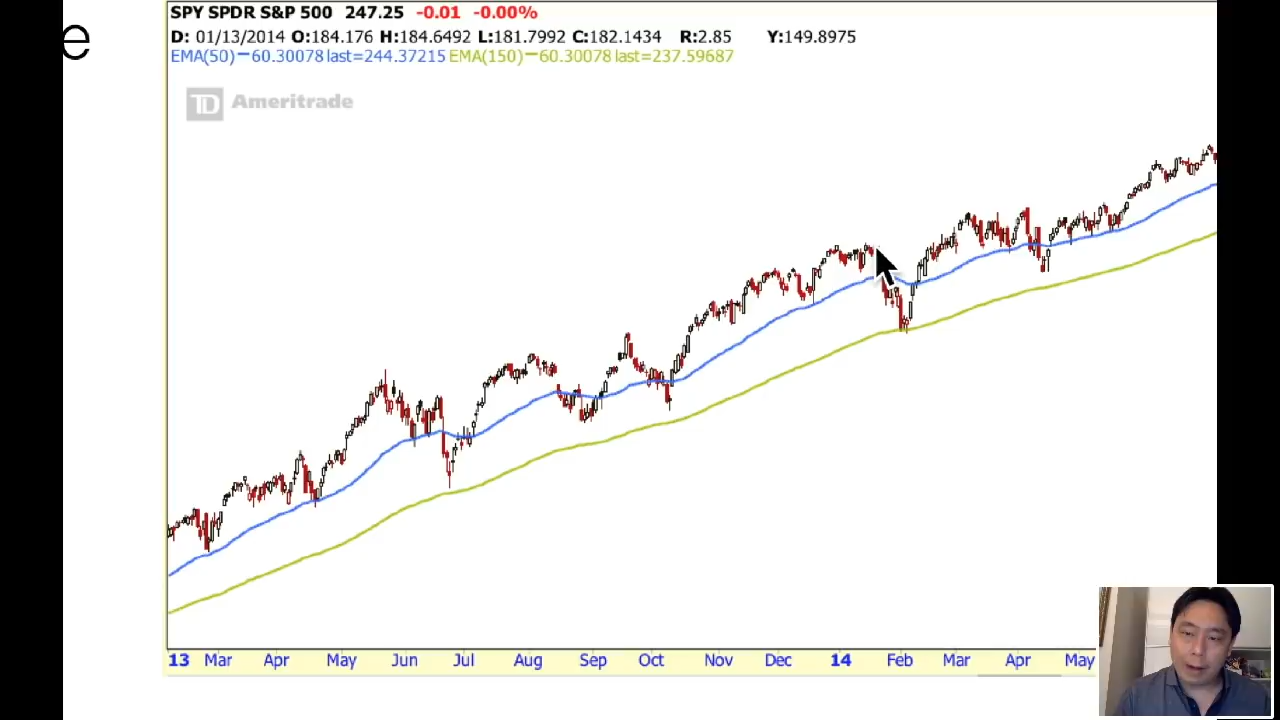 e
SPY SPDR S&P 500 247.25 -0.01 -0.00%
D: 01/13/2014 O:184.176 H:184.6492 L:181.7992 C:182.1434 R:2.85 Y:149.8975
EMA(50)—60.30078 last=244.37215 EMA(150)—60.30078 last=237.59687
TD Ameritrade
13 Mar Apr May Jun Jul Aug Sep Oct Nov Dec 14 Feb Mar Apr May